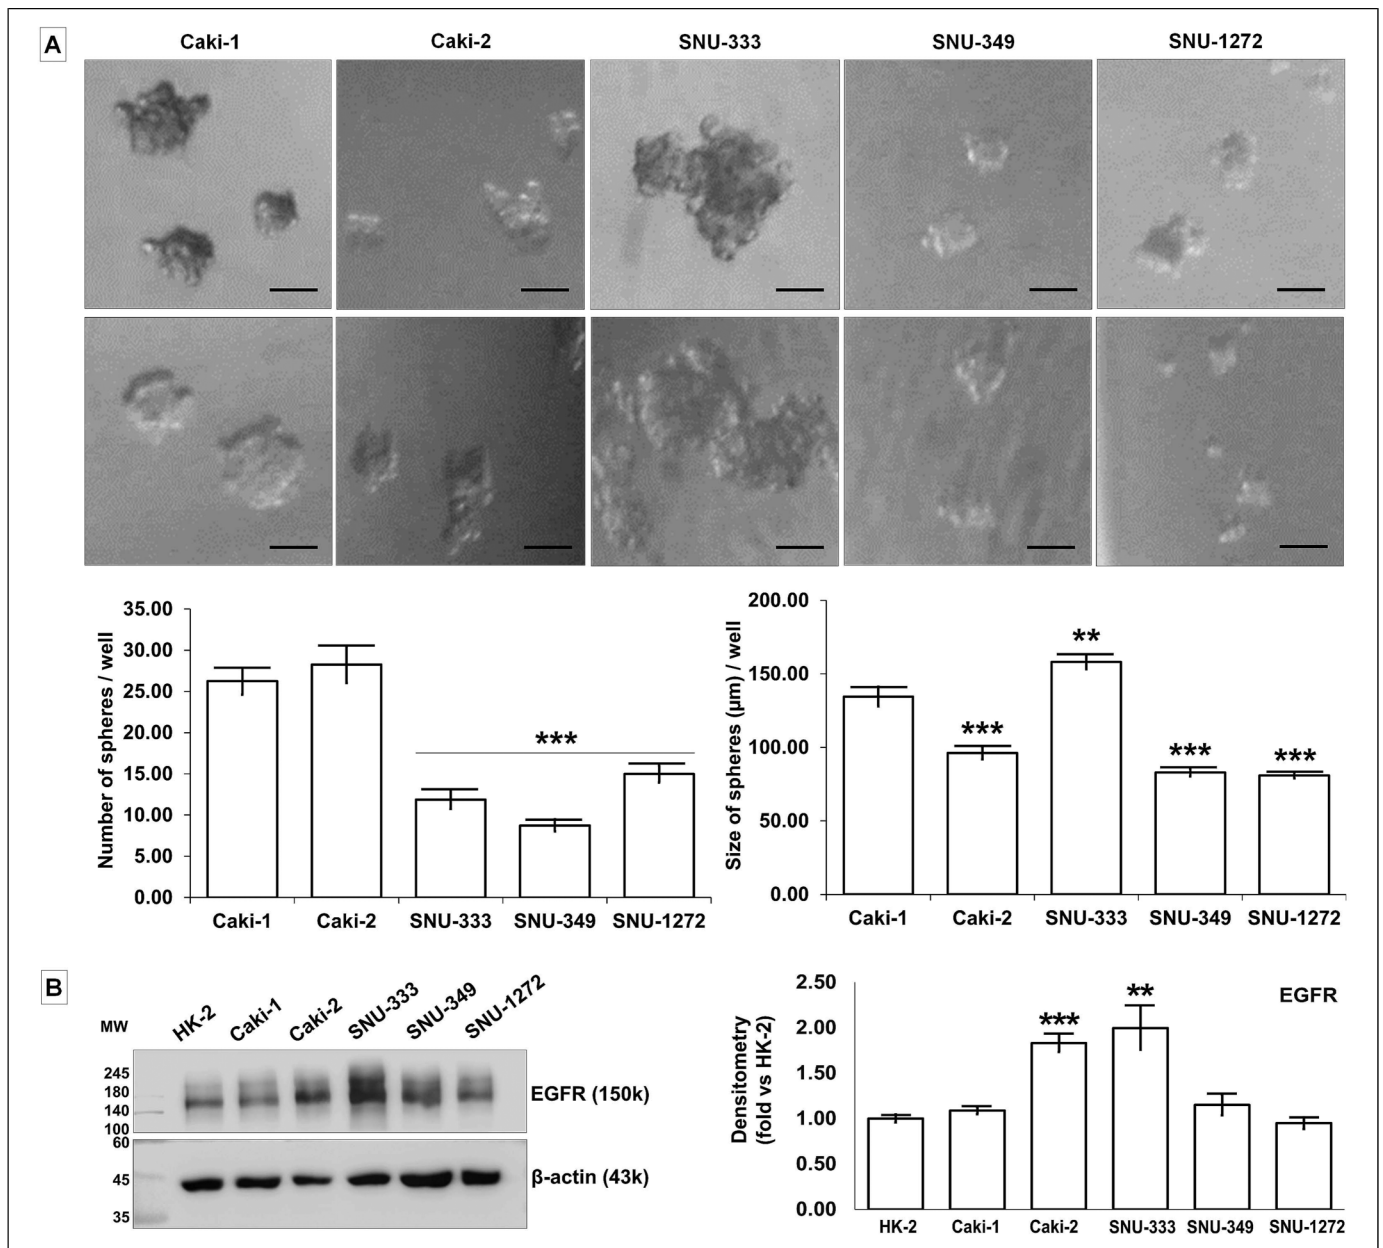 A
Caki-1 Caki-2 SNU-333 SNU-349 SNU-1272
Number of spheres / well
35.00
30.00
25.00
20.00
15.00
10.00
5.00
0.00
***
Caki-1 Caki-2 SNU-333 SNU-349 SNU-1272
Size of spheres (µm) / well
200.00
150.00
100.00
50.00
0.00
***
**
***
***
Caki-1 Caki-2 SNU-333 SNU-349 SNU-1272
B
MW
HK-2 Caki-1 Caki-2 SNU-333 SNU-349 SNU-1272
245
180
140
100
EGFR (150k)
60
45
35
β-actin (43k)
Densitometry
(fold vs HK-2)
2.50
2.00
1.50
1.00
0.50
0.00
EGFR
***
**
HK-2 Caki-1 Caki-2 SNU-333 SNU-349 SNU-1272